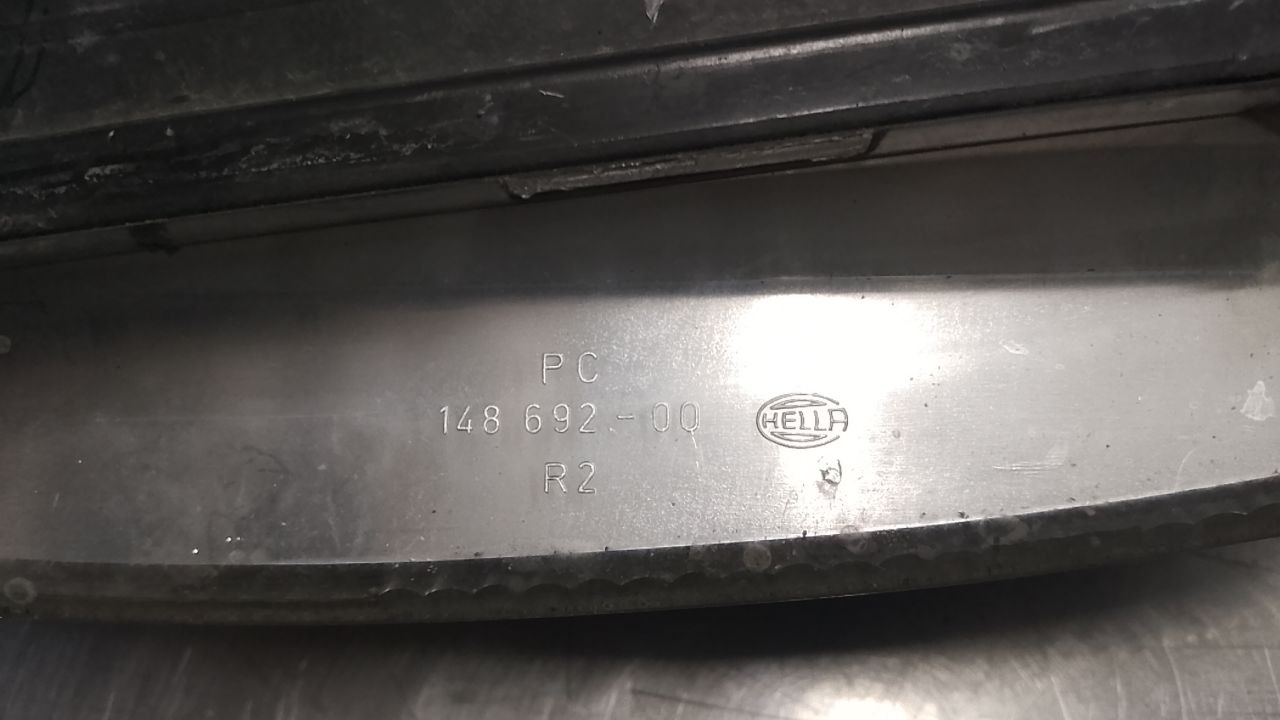 PC
148 692-00
HELLA
R2